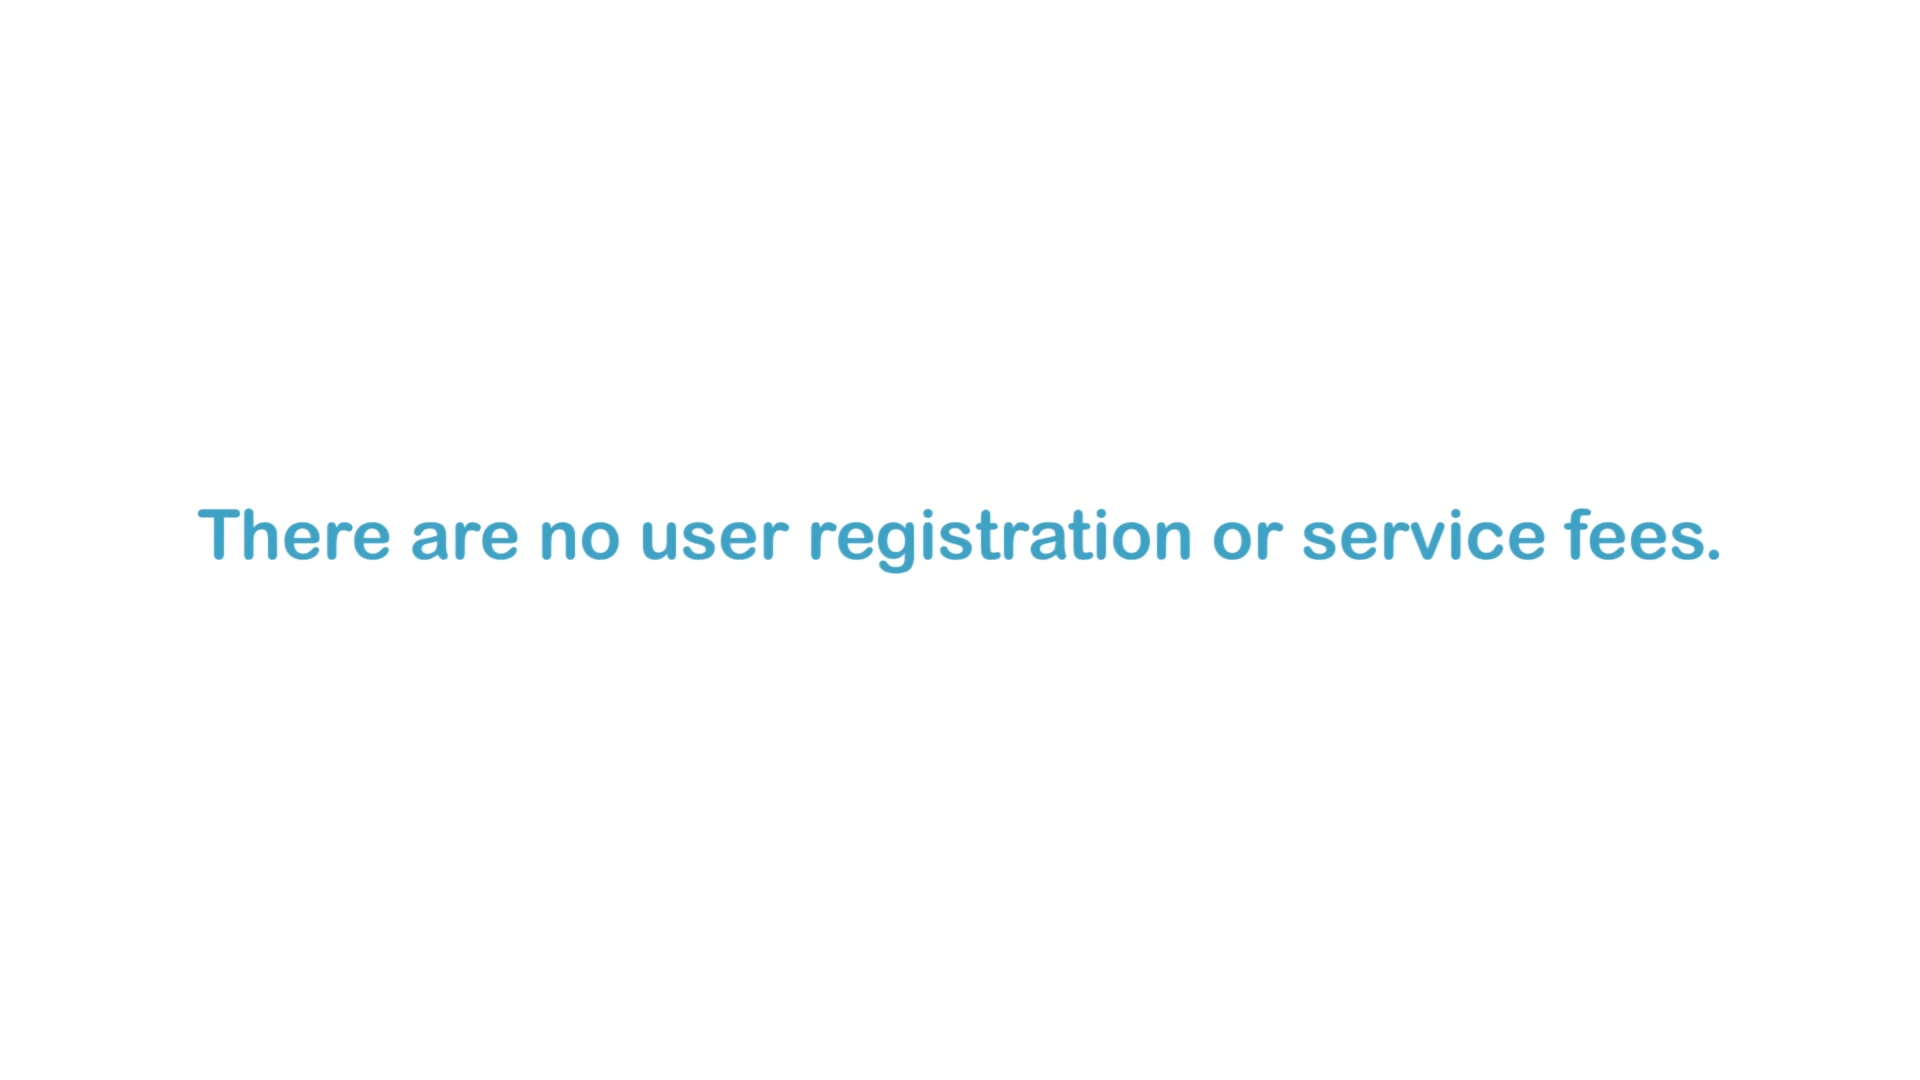 There are no user registration or service fees.